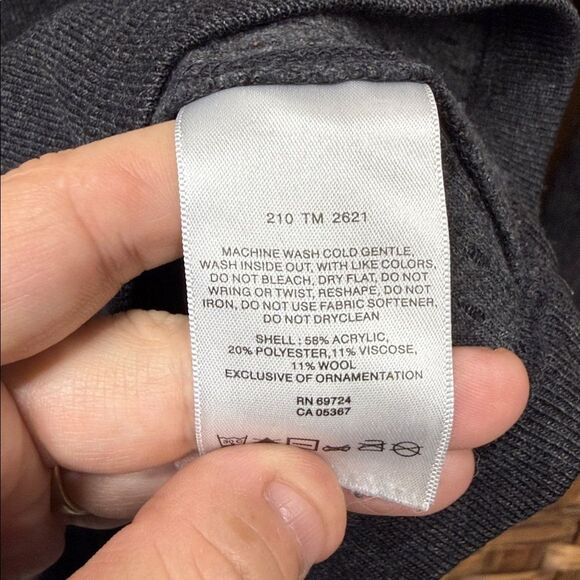 210 TM 2621
MACHINE WASH COLD GENTLE,
WASH INSIDE OUT, WITH LIKE COLORS,
DO NOT BLEACH, DRY FLAT, DO NOT
WRING OR TWIST, RESHAPE, DO NOT
IRON, DO NOT USE FABRIC SOFTENER,
DO NOT DRYCLEAN
SHELL : 58% ACRYLIC,
20% POLYESTER, 11% VISCOSE,
11% WOOL
EXCLUSIVE OF ORNAMENTATION
RN 69724
CA 05367